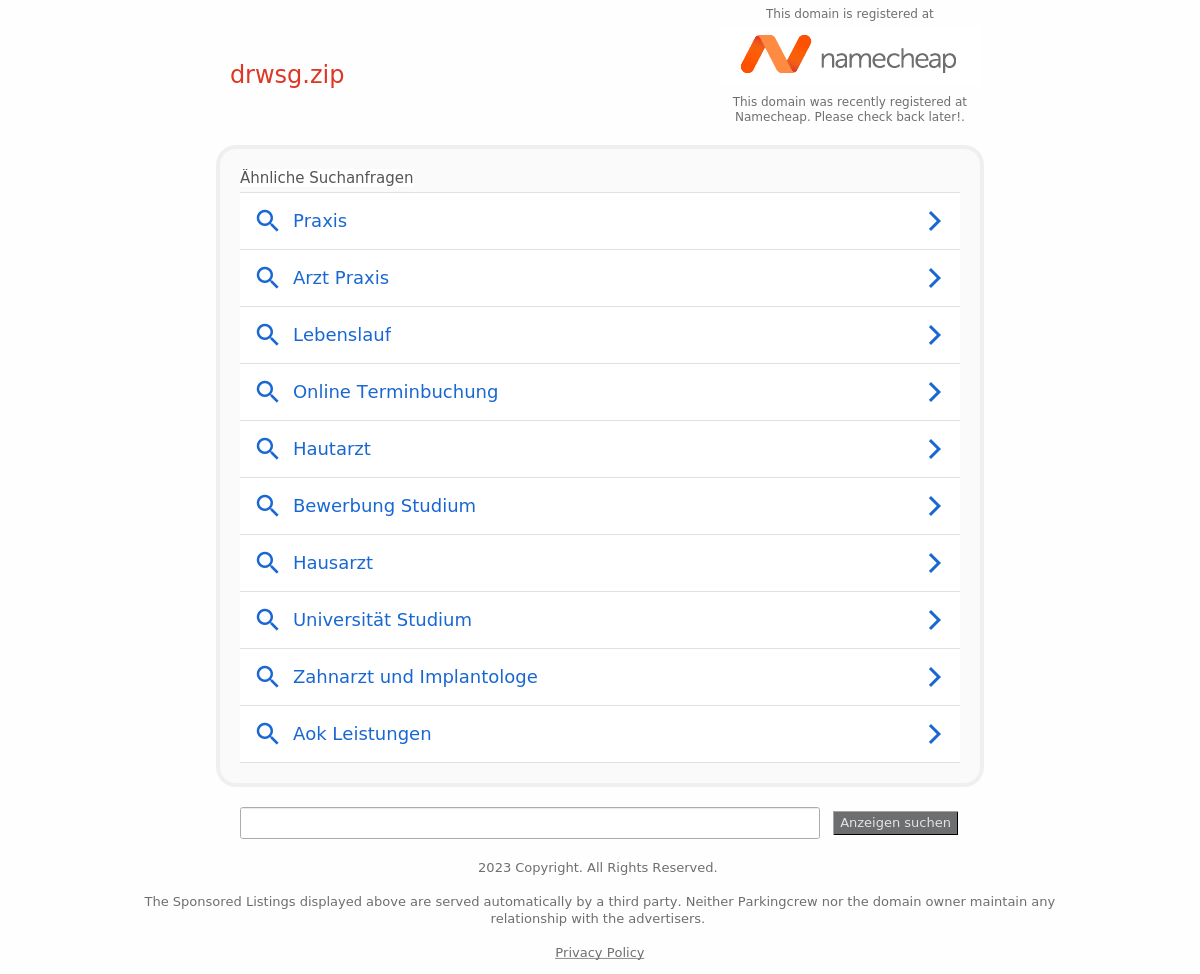 This domain is registered at
namecheap
drwsg.zip
This domain was recently registered at
Namecheap. Please check back later!.
Ähnliche Suchanfragen
Praxis
Arzt Praxis
Lebenslauf
Online Terminbuchung
Hautarzt
Bewerbung Studium
Hausarzt
Universität Studium
Zahnarzt und Implantologe
Aok Leistungen
Anzeigen suchen
2023 Copyright. All Rights Reserved.
The Sponsored Listings displayed above are served automatically by a third party. Neither Parkingcrew nor the domain owner maintain any
relationship with the advertisers.
Privacy Policy